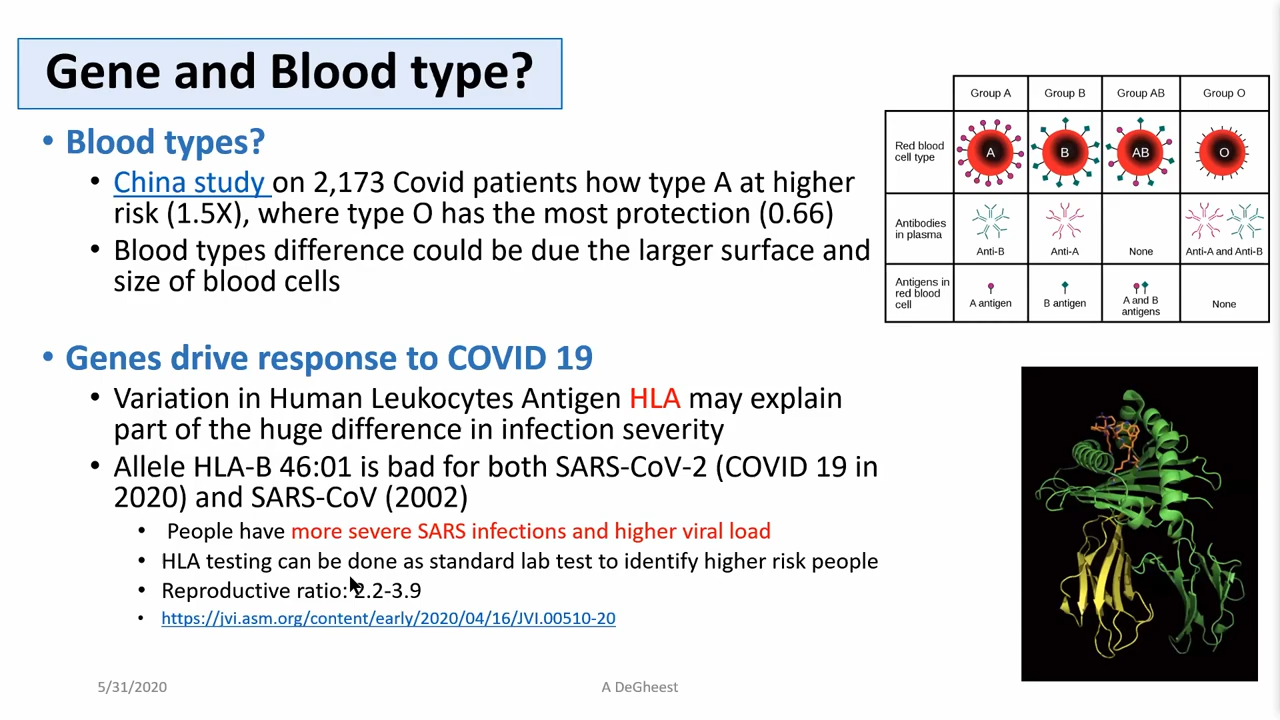 Gene and Blood type?
• Blood types?
• China study on 2,173 Covid patients how type A at higher
risk (1.5X), where type O has the most protection (0.66)
• Blood types difference could be due the larger surface and
size of blood cells
• Genes drive response to COVID 19
• Variation in Human Leukocytes Antigen HLA may explain
part of the huge difference in infection severity
• Allele HLA-B 46:01 is bad for both SARS-CoV-2 (COVID 19 in
2020) and SARS-CoV (2002)
• People have more severe SARS infections and higher viral load
• HLA testing can be done as standard lab test to identify higher risk people
• Reproductive ratio: 2.2-3.9
• https://jvi.asm.org/content/early/2020/04/16/JVI.00510-20
Group A Group B Group AB Group O
Red blood
cell type
A B AB O
Antibodies
in plasma
Anti-B Anti-A None Anti-A and Anti-B
Antigens in
red blood
cell
A antigen B antigen A and B
antigens None
5/31/2020 A DeGheest